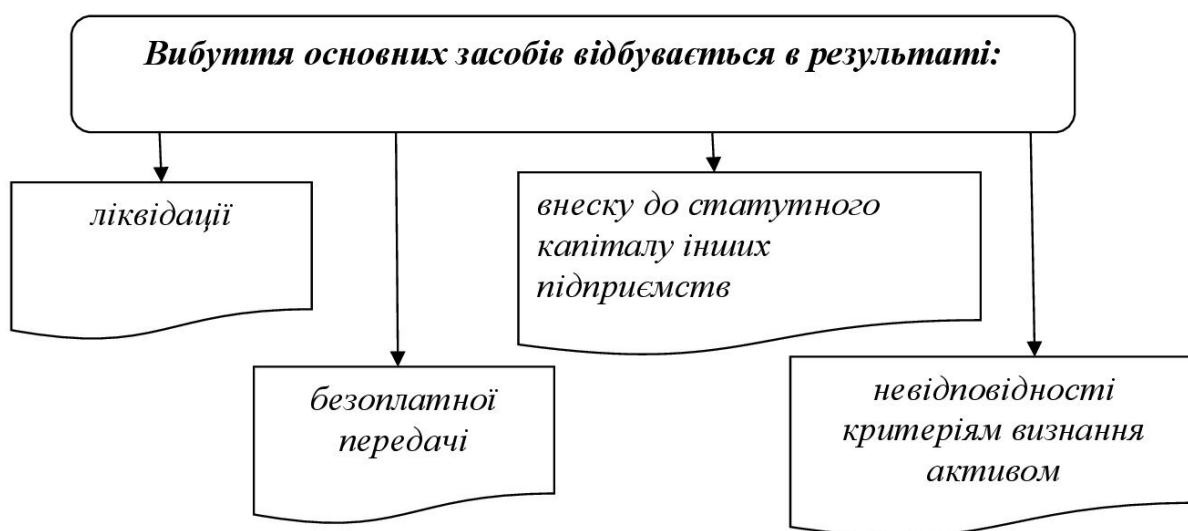 Вибуття основних засобів відбувається в результаті:
ліквідації
внеску до статутного
капіталу інших
підприємств
безоплатної
передачі
невідповідності
критеріям визнання
активом